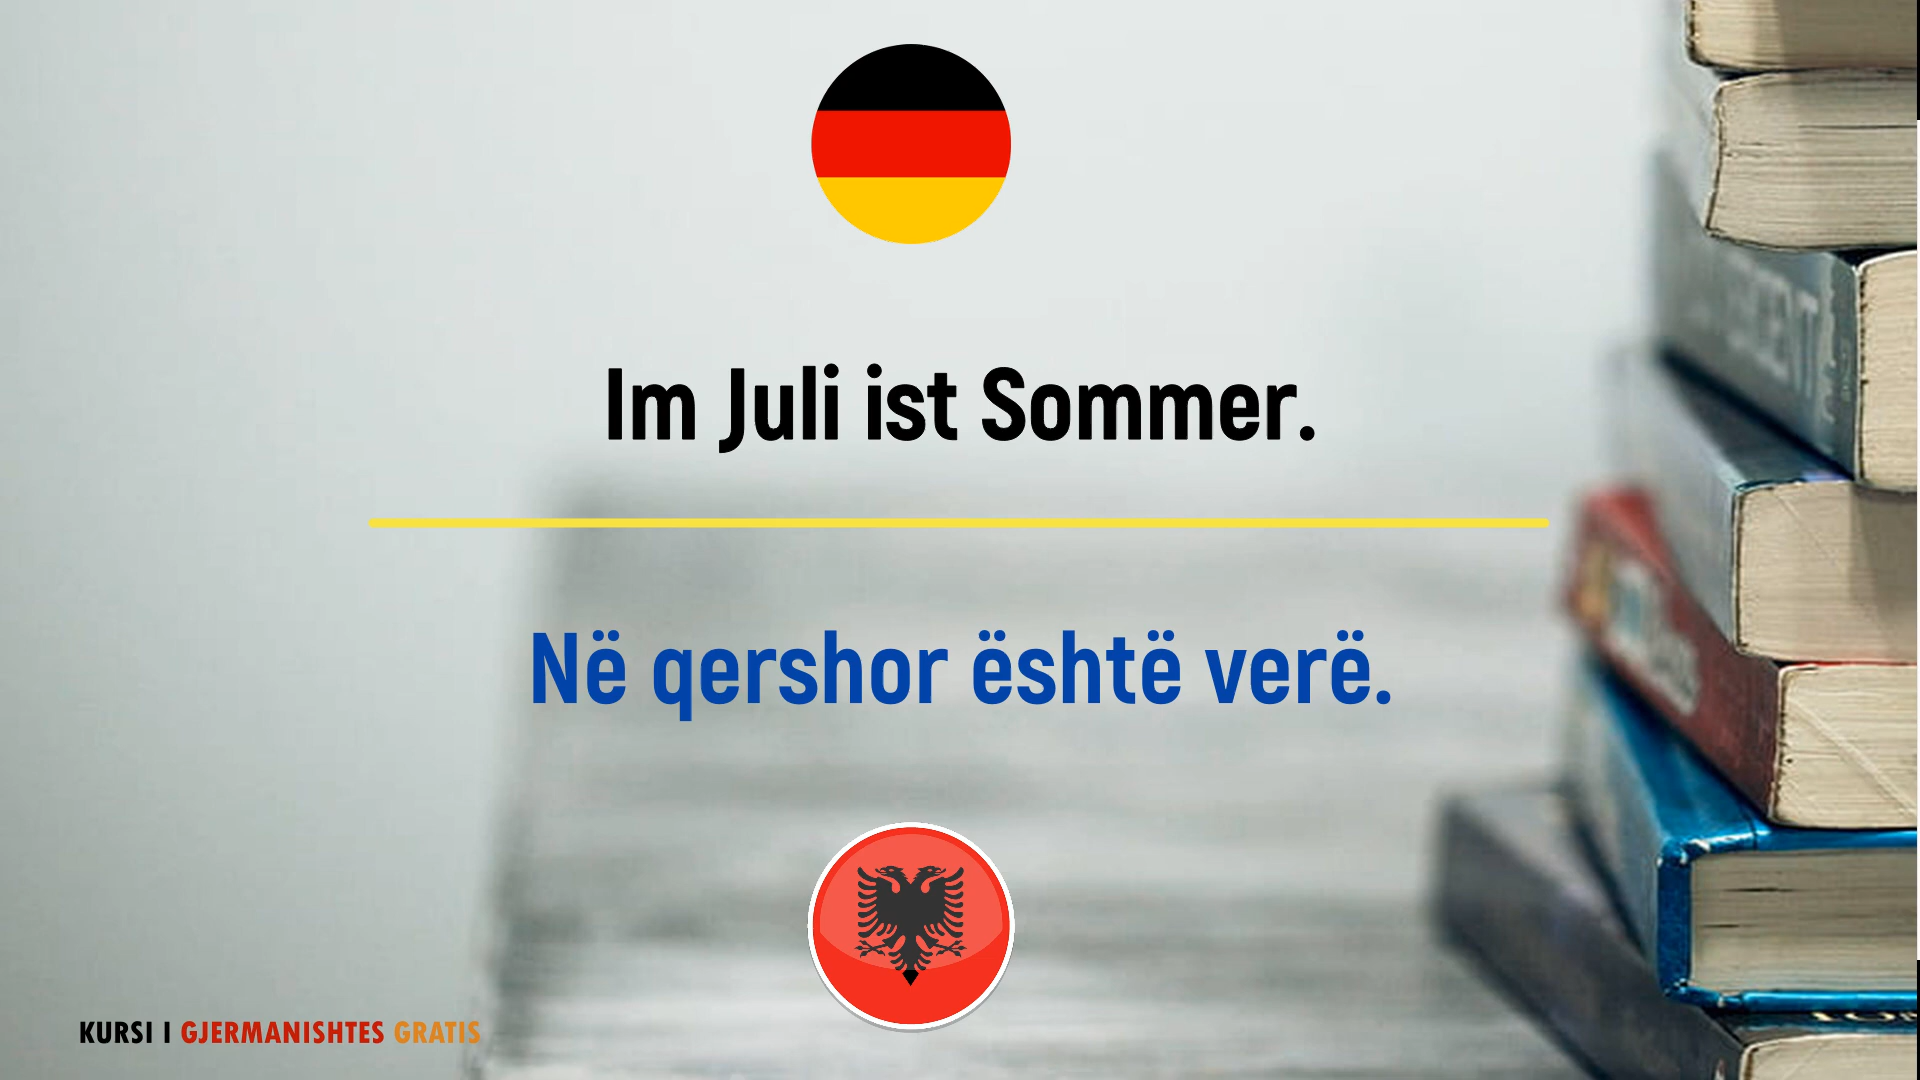 Im Juli ist Sommer.
Në qershor është verë.
KURSI I GJERMANISHTES GRATIS